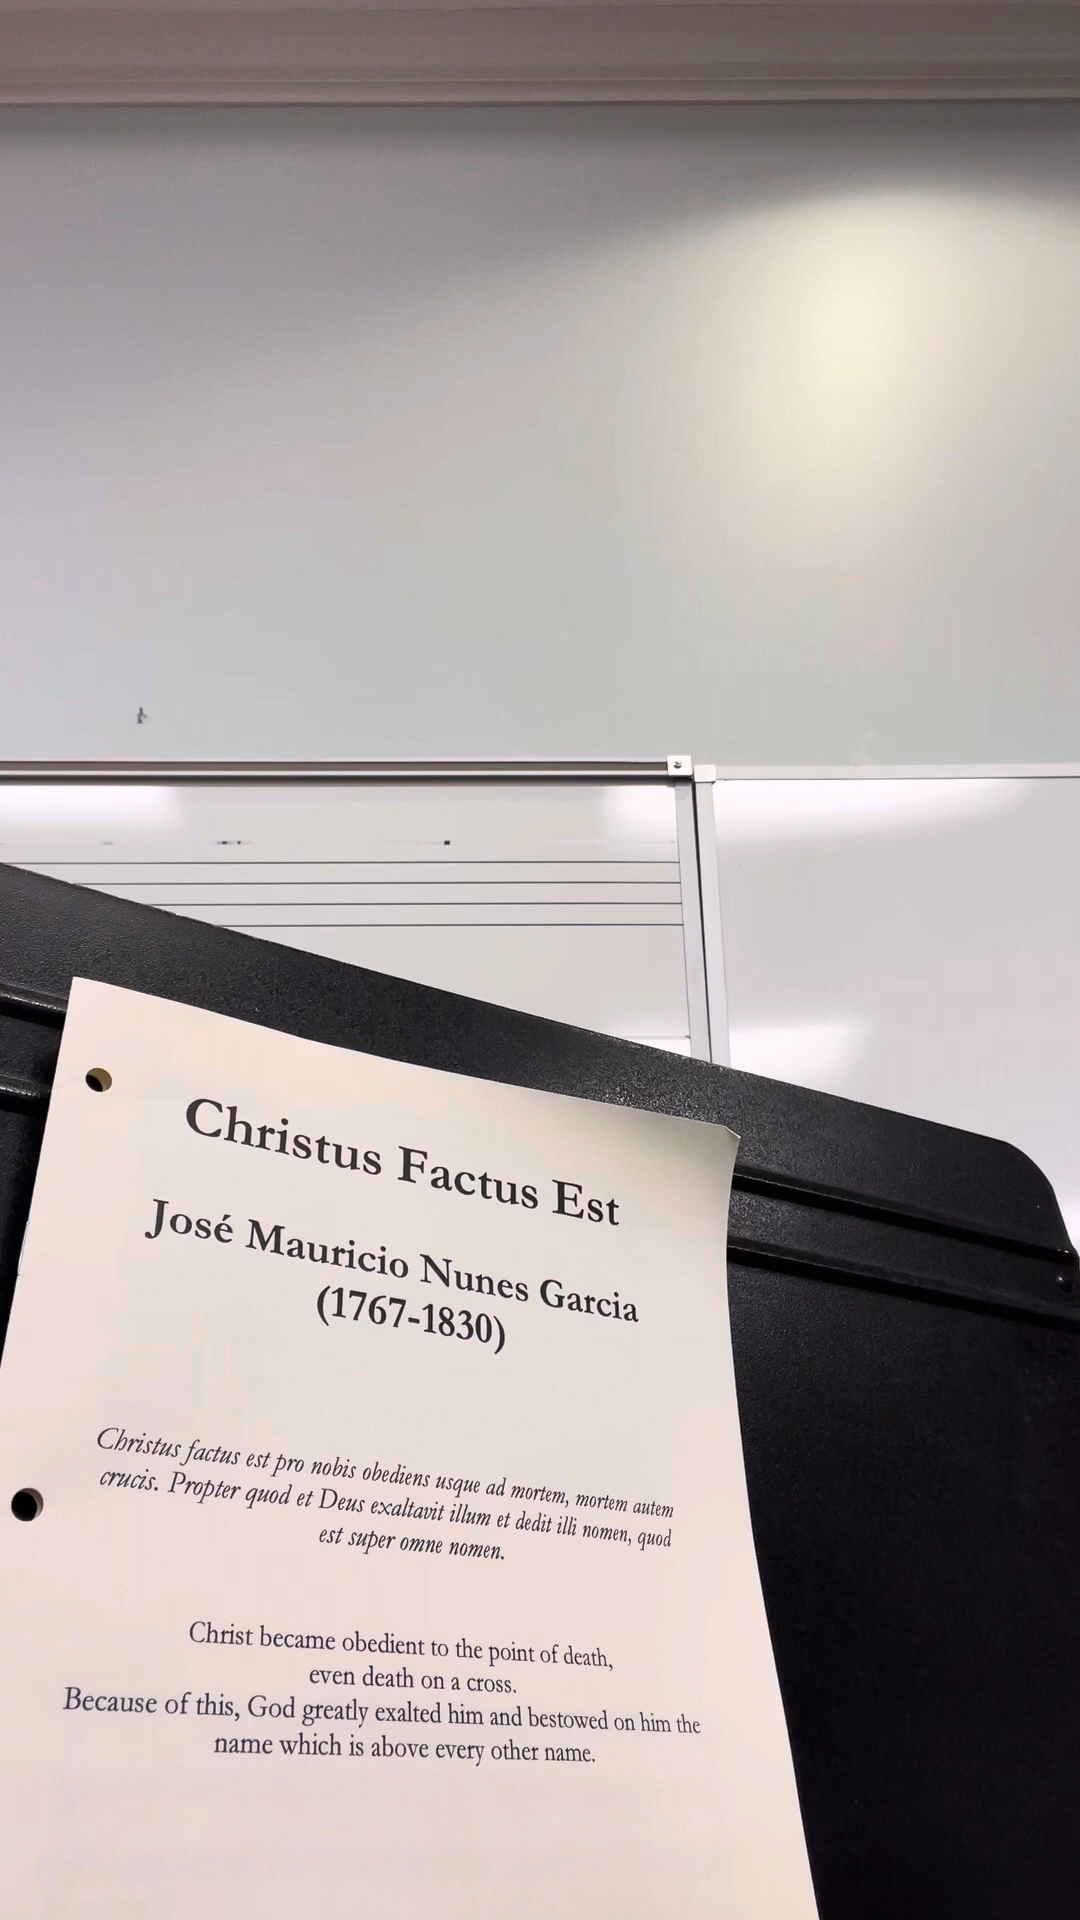 Christus Factus Est
José Mauricio Nunes Garcia
(1767-1830)
Christus factus est pro nobis obediens usque ad mortem, mortem autem
crucis. Propter quod et Deus exaltavit illum et dedit illi nomen, quod
est super omne nomen.
Christ became obedient to the point of death,
even death on a cross.
Because of this, God greatly exalted him and bestowed on him the
name which is above every other name.